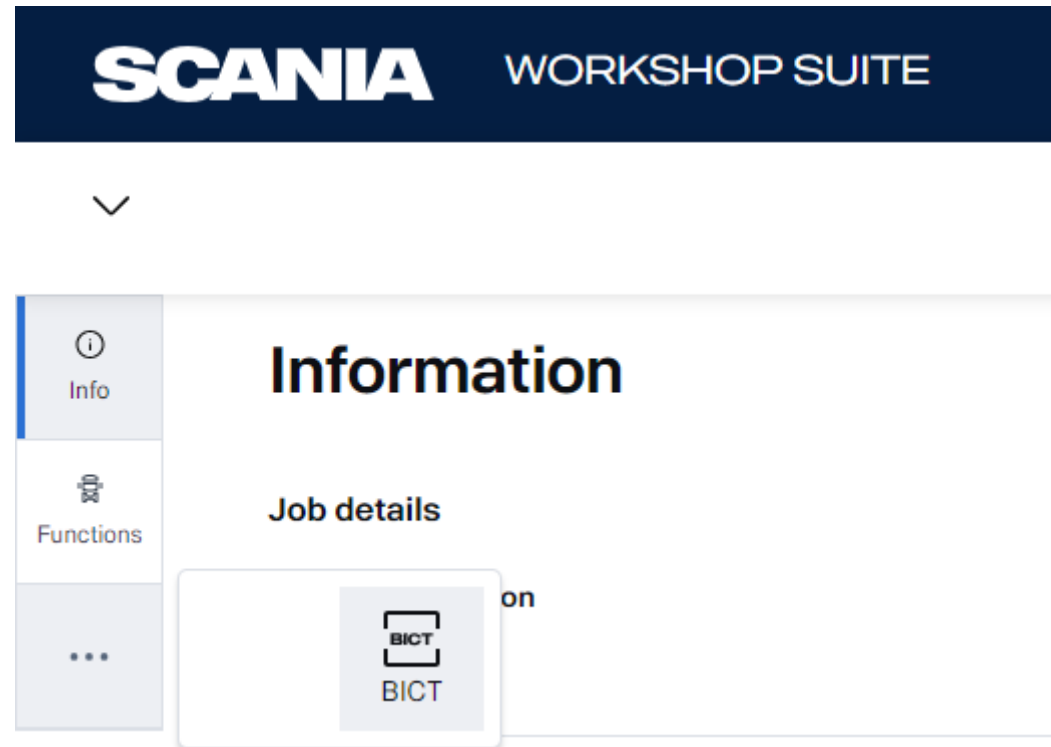 SCANIA WORKSHOP SUITE
Info
Information
Functions
Job details
on
BICT
BICT